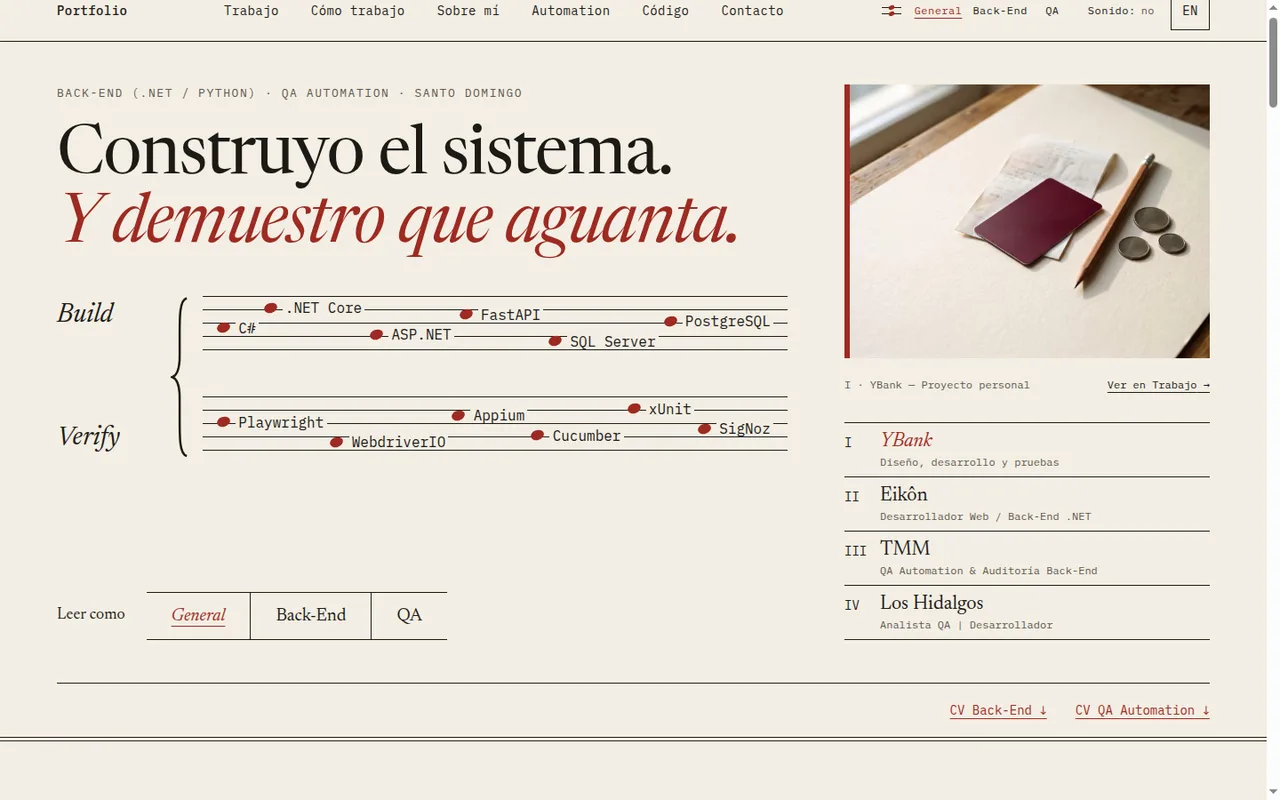 Portfolio
Trabajo
Cómo trabajo
Sobre mí
Automation
Código
Contacto
General
Back-End
QA
Sonido: no
EN
BACK-END (.NET / PYTHON) · QA AUTOMATION · SANTO DOMINGO
Construyo el sistema.
Y demuestro que aguanta.
Build
.NET Core
FastAPI
PostgreSQL
C#
ASP.NET
SQL Server
Verify
Playwright
Appium
xUnit
WebdriverIO
Cucumber
SigNoz
Leer como
General
Back-End
QA
I · YBank — Proyecto personal
Ver en Trabajo →
I
YBank
Diseño, desarrollo y pruebas
II
Eikôn
Desarrollador Web / Back-End .NET
III
TMM
QA Automation & Auditoría Back-End
IV
Los Hidalgos
Analista QA | Desarrollador
CV Back-End ↓
CV QA Automation ↓